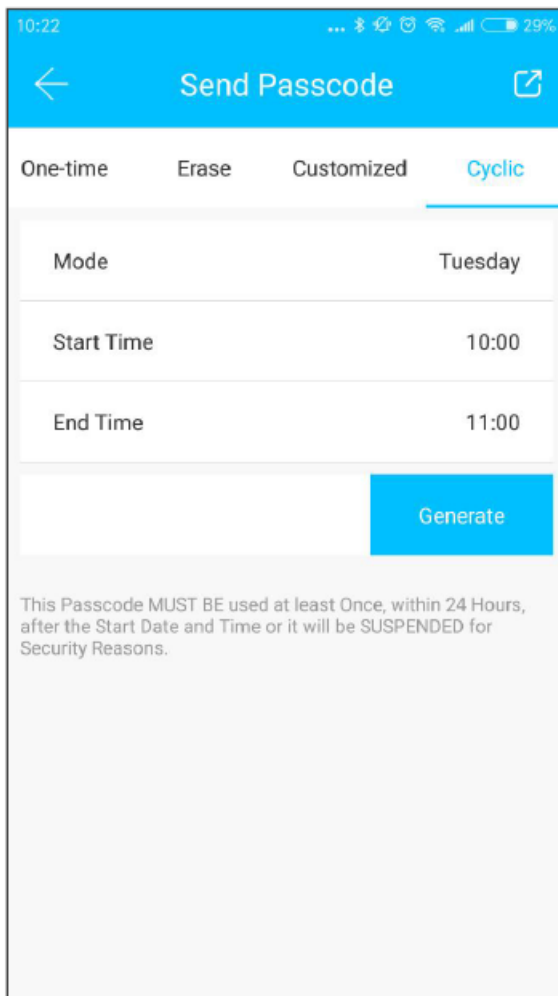 10:22 ... 29%
Send Passcode
One-time Erase Customized Cyclic
Mode Tuesday
Start Time 10:00
End Time 11:00
Generate
This Passcode MUST BE used at least Once, within 24 Hours,
after the Start Date and Time or it will be SUSPENDED for
Security Reasons.